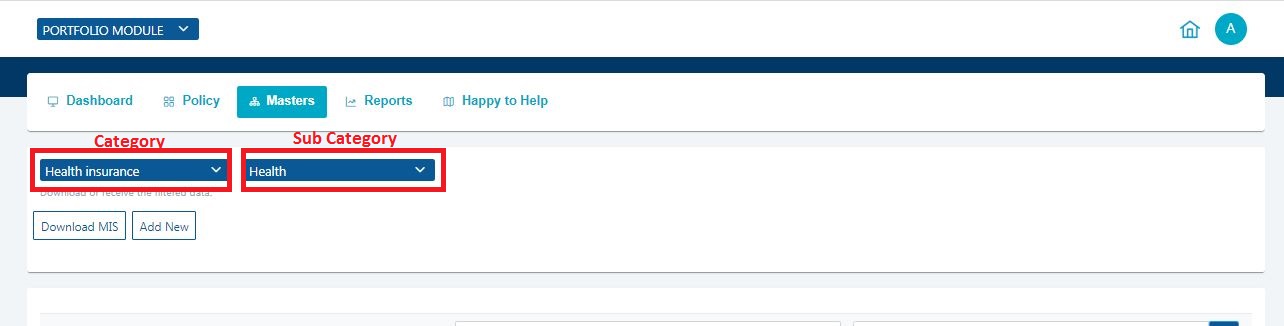 PORTFOLIO MODULE
A
Dashboard
Policy
Masters
Reports
Happy to Help
Category
Sub Category
Health insurance
Health
Download or receive the filtered data.
Download MIS
Add New